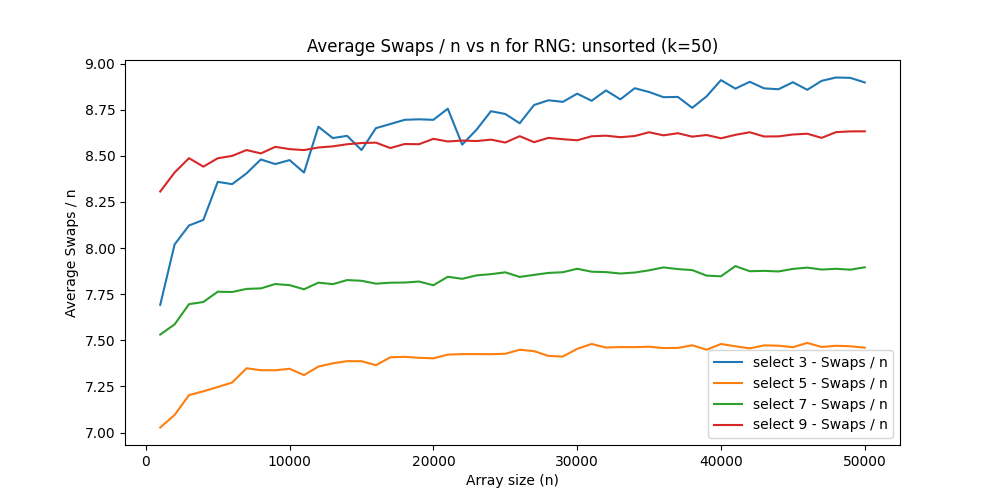 Average Swaps / n vs n for RNG: unsorted (k=50)
Average Swaps / n
9.00
8.75
8.50
8.25
8.00
7.75
7.50
7.25
7.00
select 3 - Swaps / n
select 5 - Swaps / n
select 7 - Swaps / n
select 9 - Swaps / n
0 10000 20000 30000 40000 50000
Array size (n)